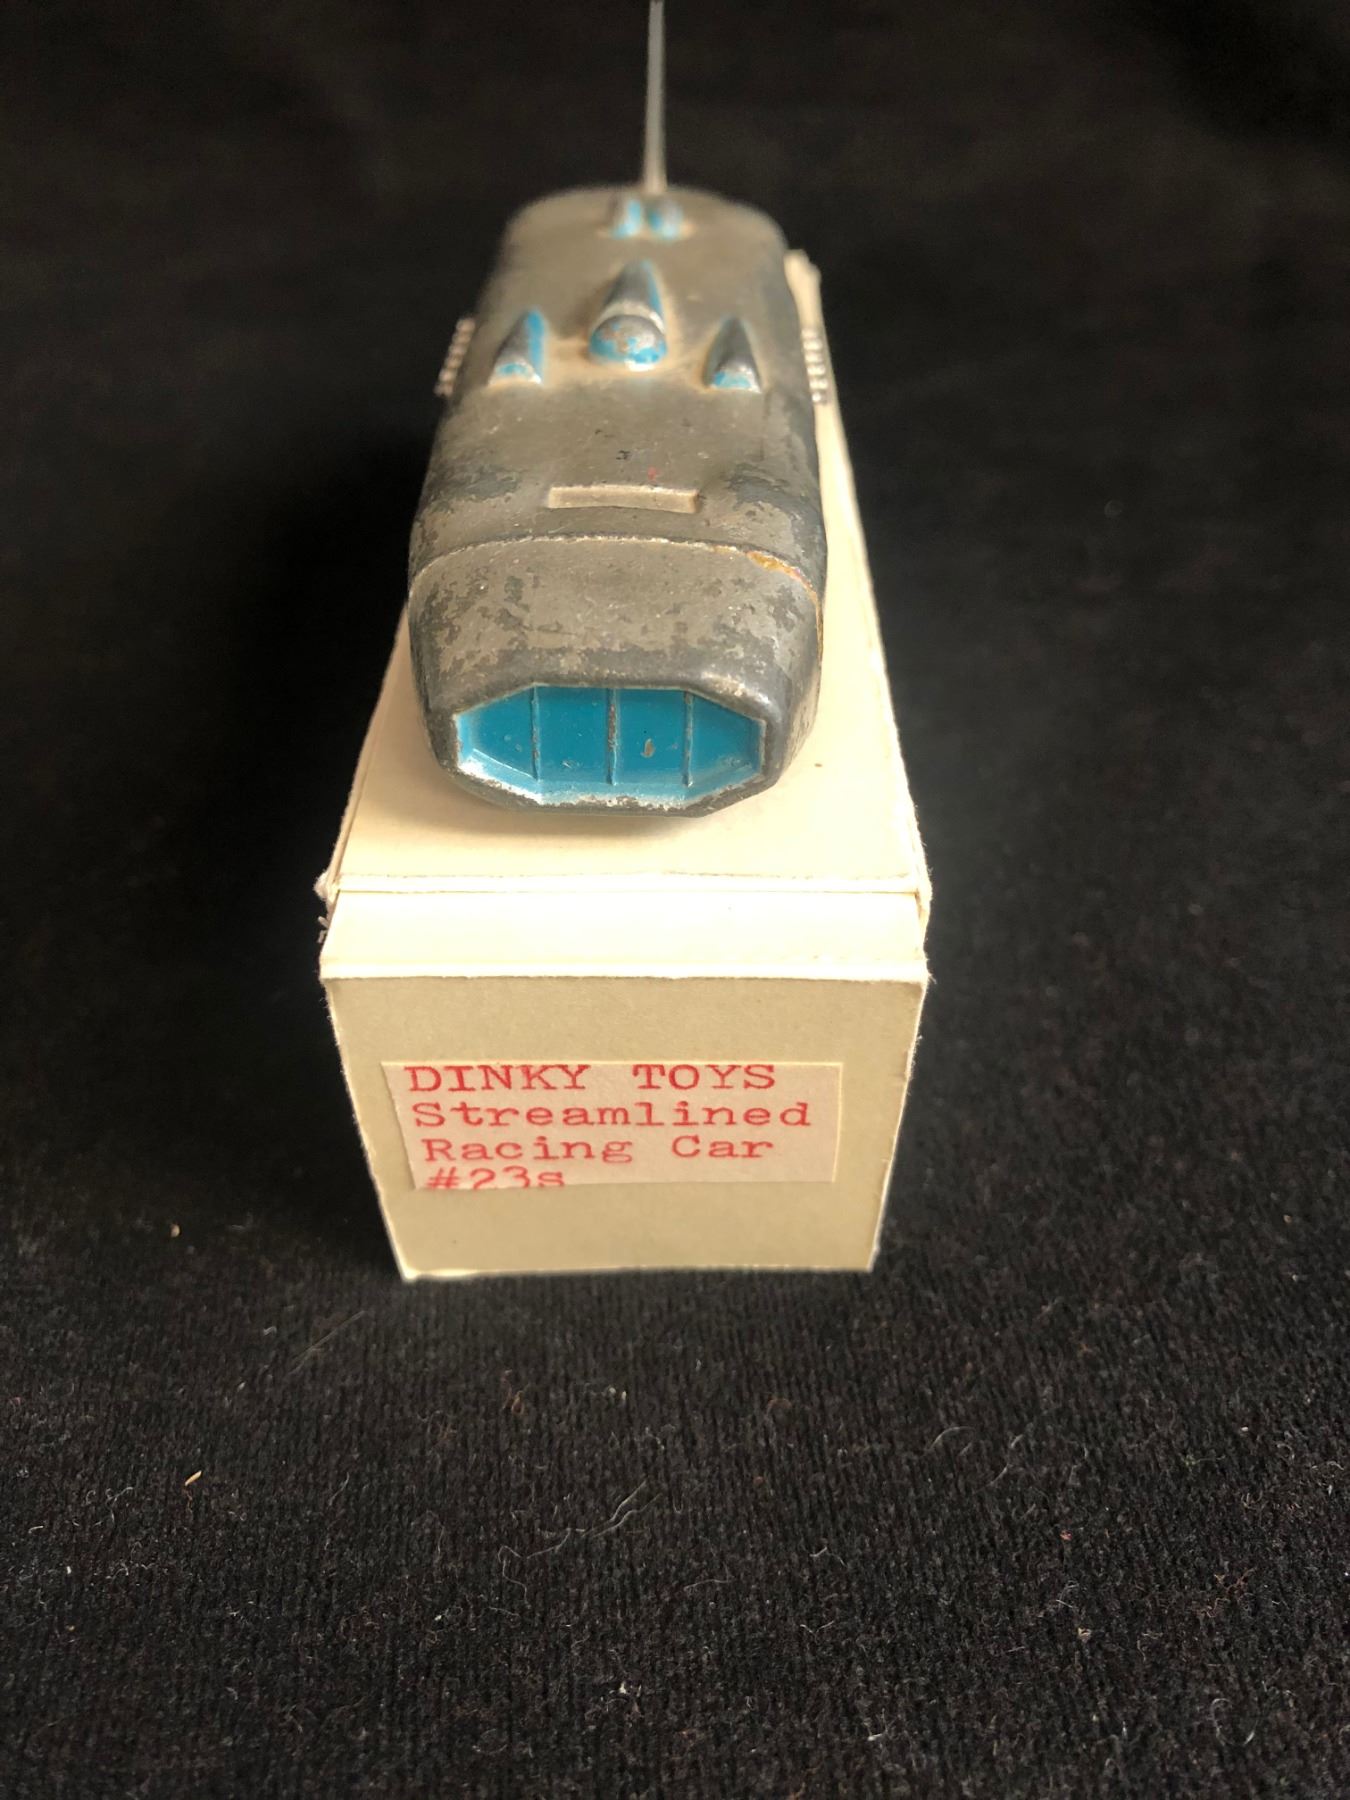 DINKY TOYS
Streamlined
Racing Car
#23s